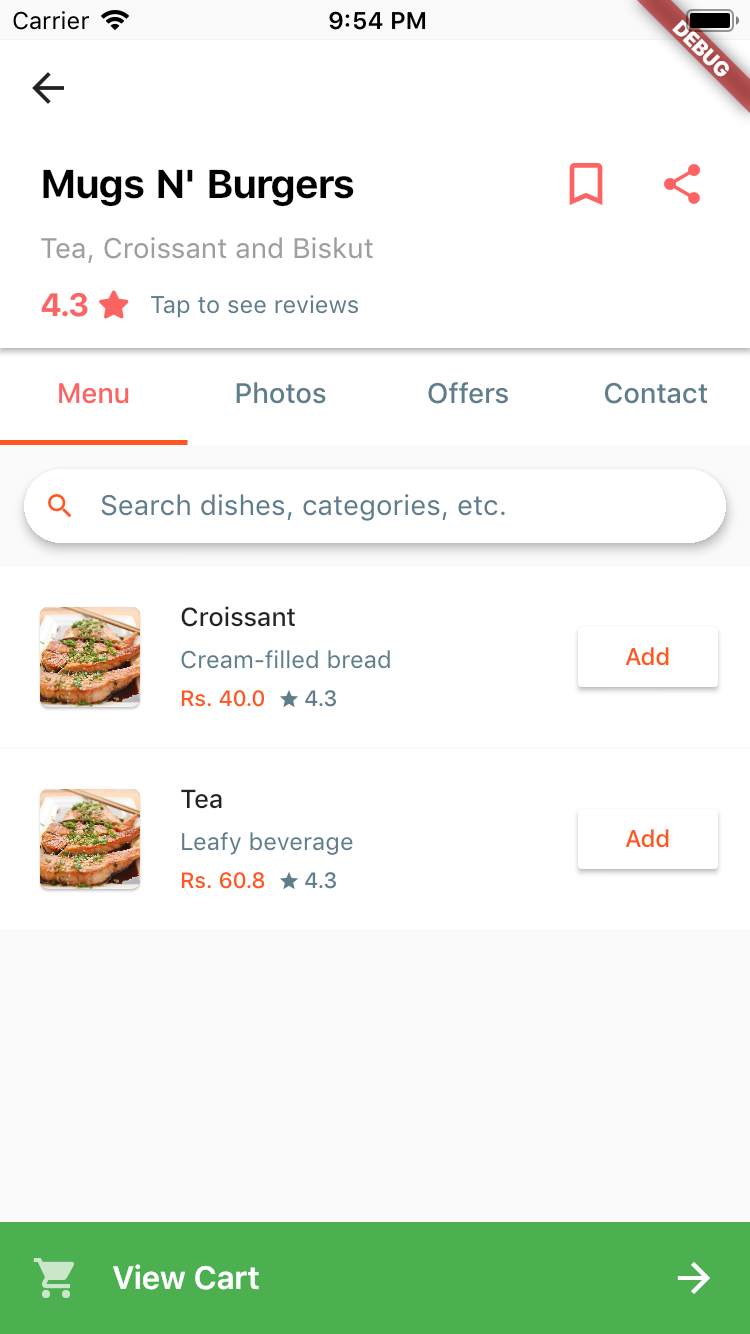 Carrier 9:54 PM
DEBUG
Mugs N' Burgers
Tea, Croissant and Biskut
4.3 Tap to see reviews
Menu Photos Offers Contact
Search dishes, categories, etc.
Croissant
Cream-filled bread
Rs. 40.0 4.3
Add
Tea
Leafy beverage
Rs. 60.8 4.3
Add
View Cart